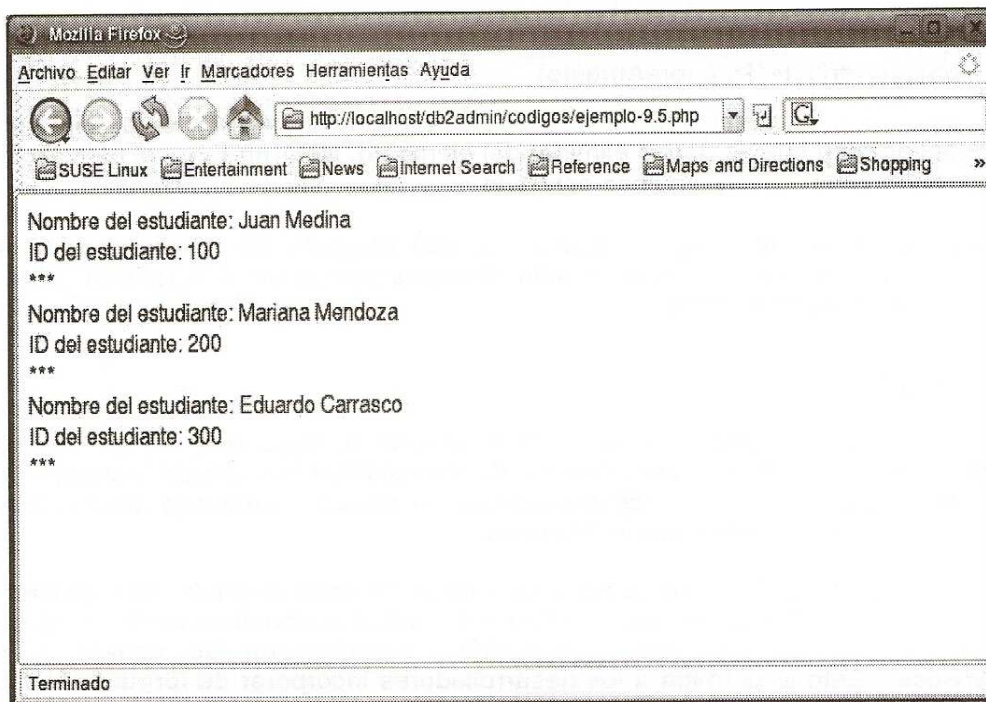 Mozilla Firefox
Archivo Editar Ver Ir Marcadores Herramientas Ayuda
http://localhost/db2admin/codigos/ejemplo-9.5.php
SUSE Linux Entertainment News Internet Search Reference Maps and Directions Shopping »
Nombre del estudiante: Juan Medina
ID del estudiante: 100
***
Nombre del estudiante: Mariana Mendoza
ID del estudiante: 200
***
Nombre del estudiante: Eduardo Carrasco
ID del estudiante: 300
***
Terminado